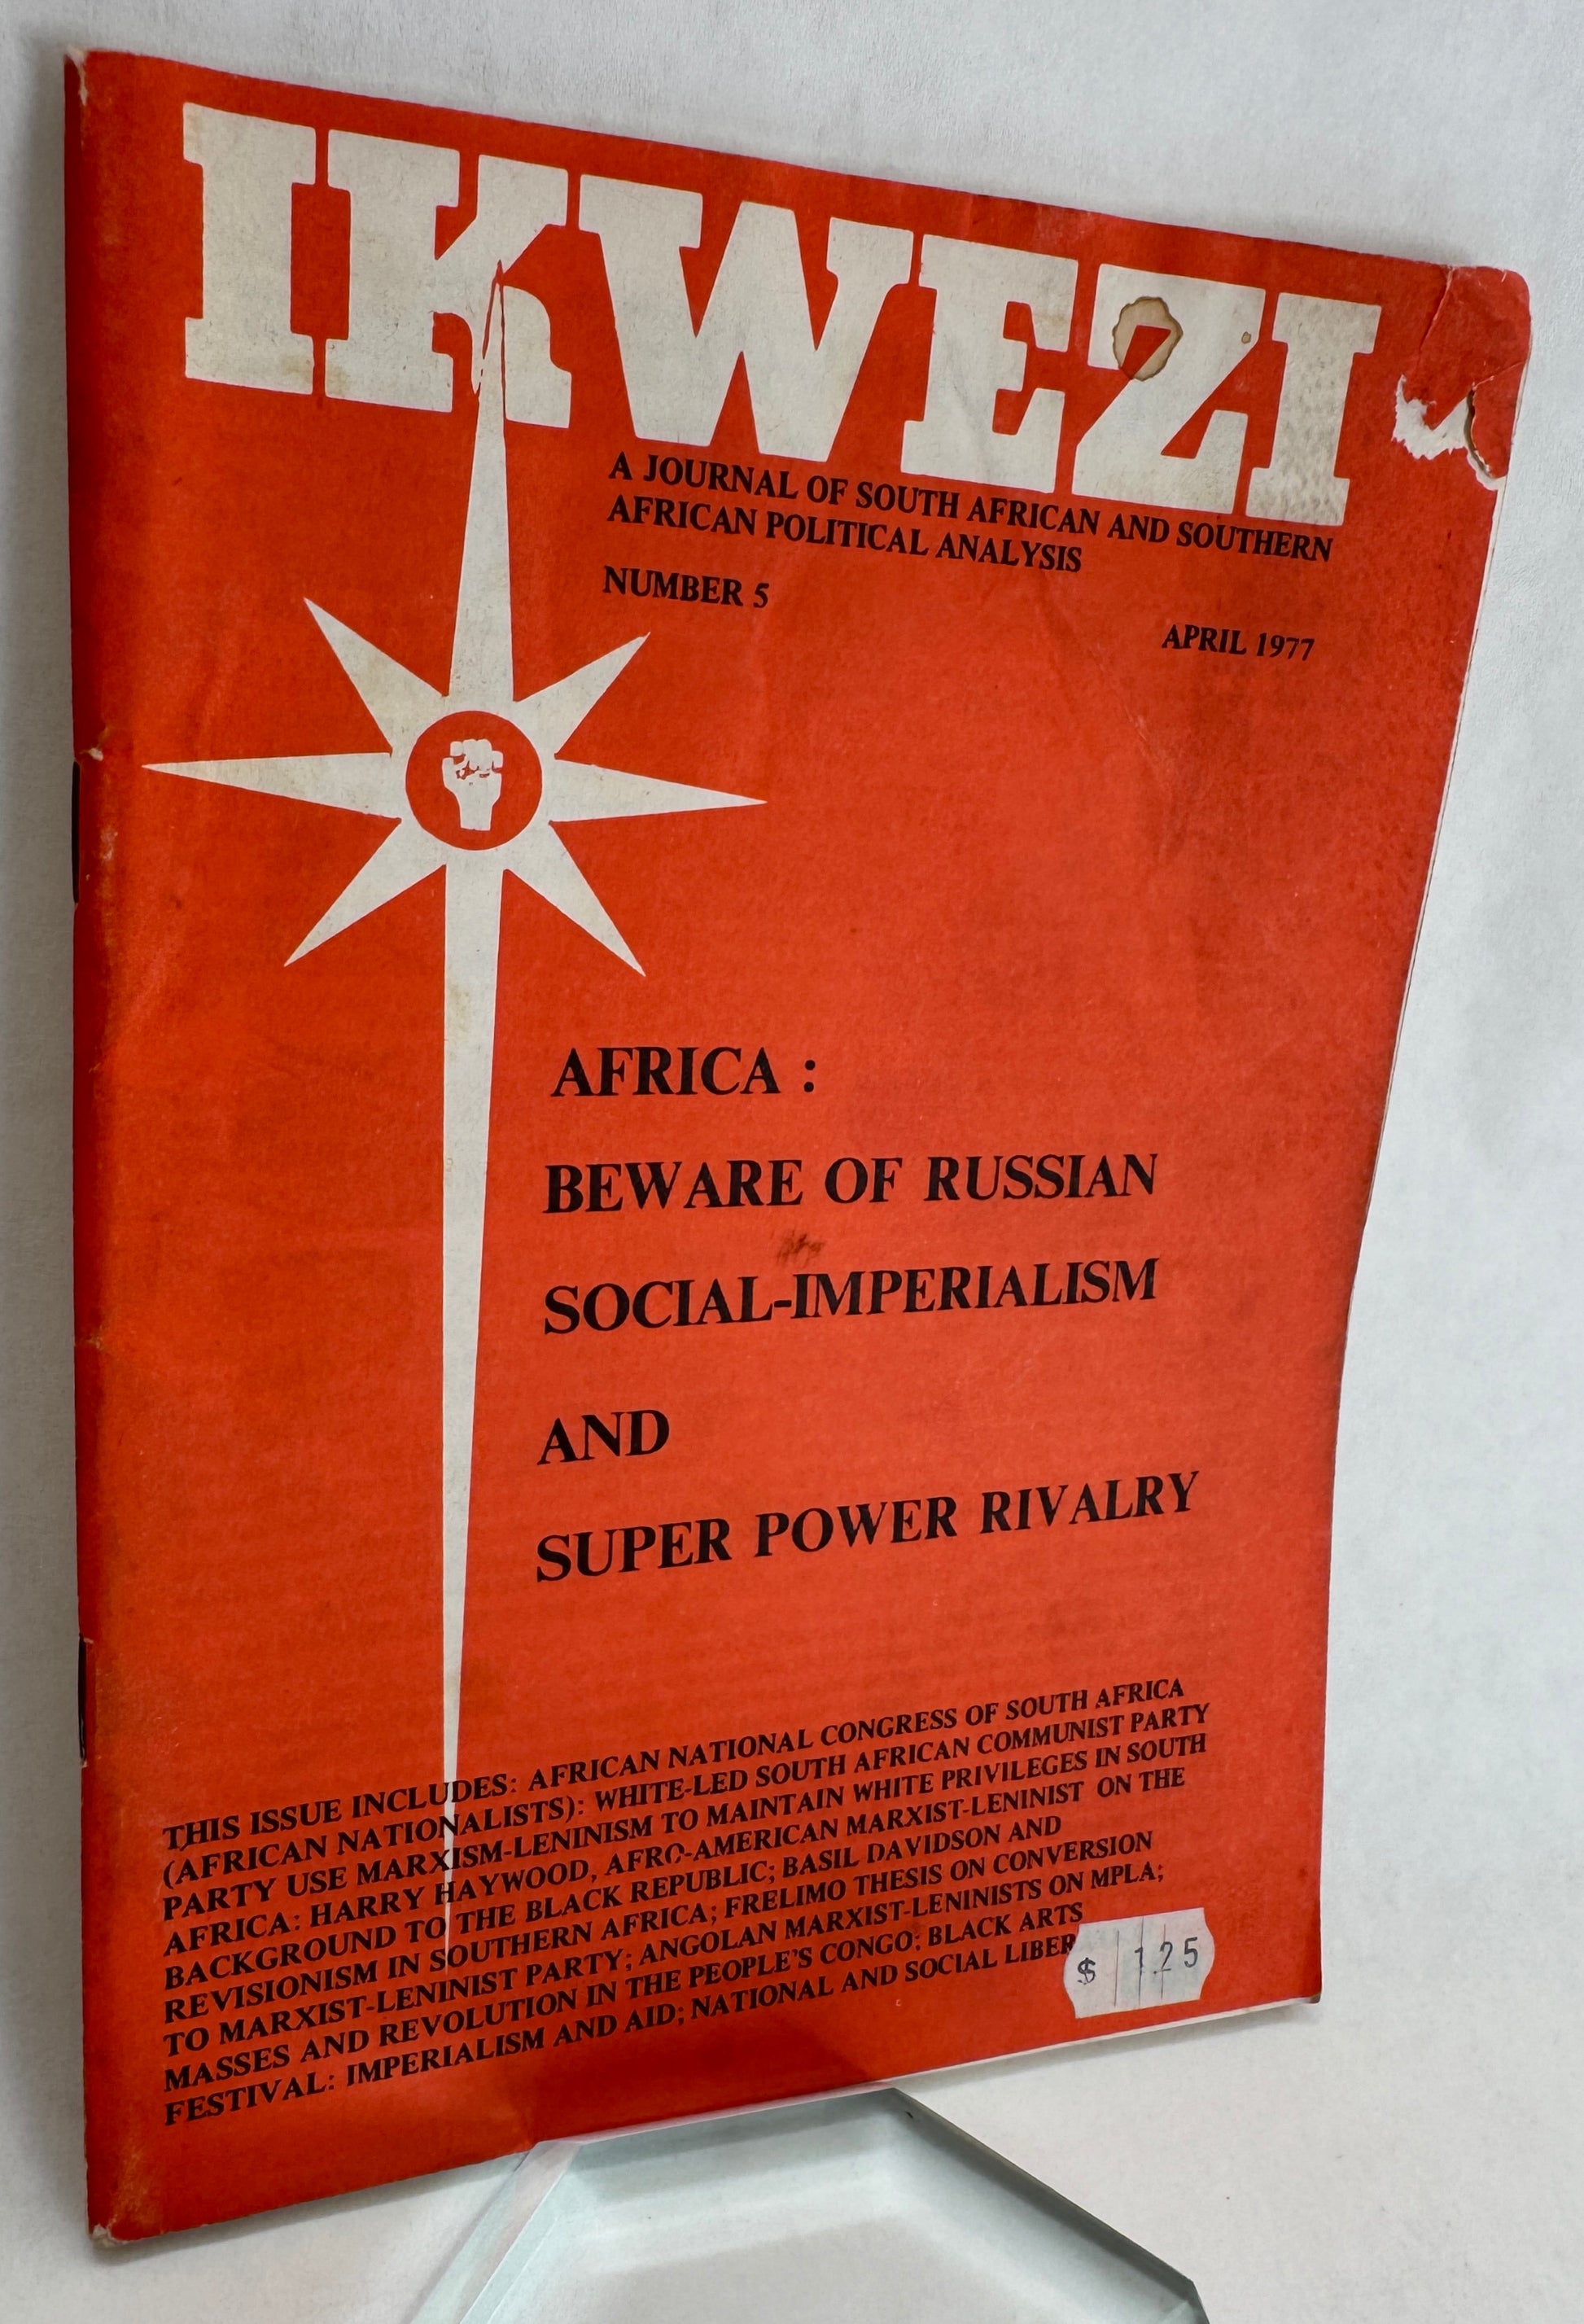 IKWEZI
A JOURNAL OF SOUTH AFRICAN AND SOUTHERN
AFRICAN POLITICAL ANALYSIS
NUMBER 5
APRIL 1977
AFRICA :
BEWARE OF RUSSIAN
SOCIAL-IMPERIALISM
AND
SUPER POWER RIVALRY
THIS ISSUE INCLUDES: AFRICAN NATIONAL CONGRESS OF SOUTH AFRICA
(AFRICAN NATIONALISTS): WHITE-LED SOUTH AFRICAN COMMUNIST PARTY
PARTY USE MARXISM-LENINISM TO MAINTAIN WHITE PRIVILEGES IN SOUTH
AFRICA: HARRY HAYWOOD, AFRO-AMERICAN MARXIST-LENINIST ON THE
BACKGROUND TO THE BLACK REPUBLIC; BASIL DAVIDSON AND
REVISIONISM IN SOUTHERN AFRICA; FRELIMO THESIS ON CONVERSION
TO MARXIST-LENINIST PARTY; ANGOLAN MARXIST-LENINISTS ON MPLA;
MASSES AND REVOLUTION IN THE PEOPLE'S CONGO: BLACK ARTS
FESTIVAL: IMPERIALISM AND AID; NATIONAL AND SOCIAL LIBER
$ 1.25